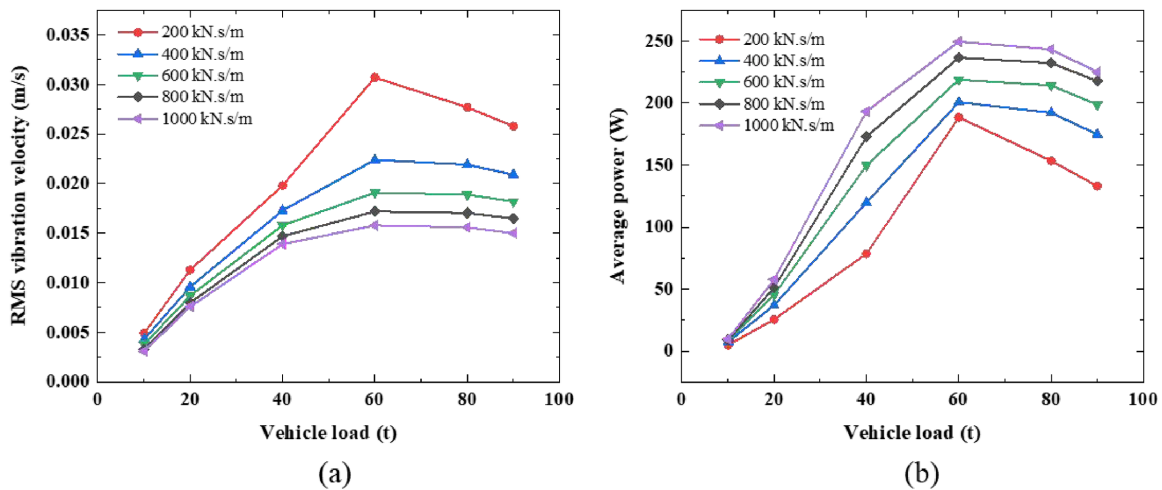 0.035
0.030
0.025
0.020
0.015
0.010
0.005
0.000
RMS vibration velocity (m/s)
200 kN.s/m
400 kN.s/m
600 kN.s/m
800 kN.s/m
1000 kN.s/m
0 20 40 60 80 100
Vehicle load (t)
(a)
250
200
150
100
50
0
Average power (W)
200 kN.s/m
400 kN.s/m
600 kN.s/m
800 kN.s/m
1000 kN.s/m
0 20 40 60 80 100
Vehicle load (t)
(b)